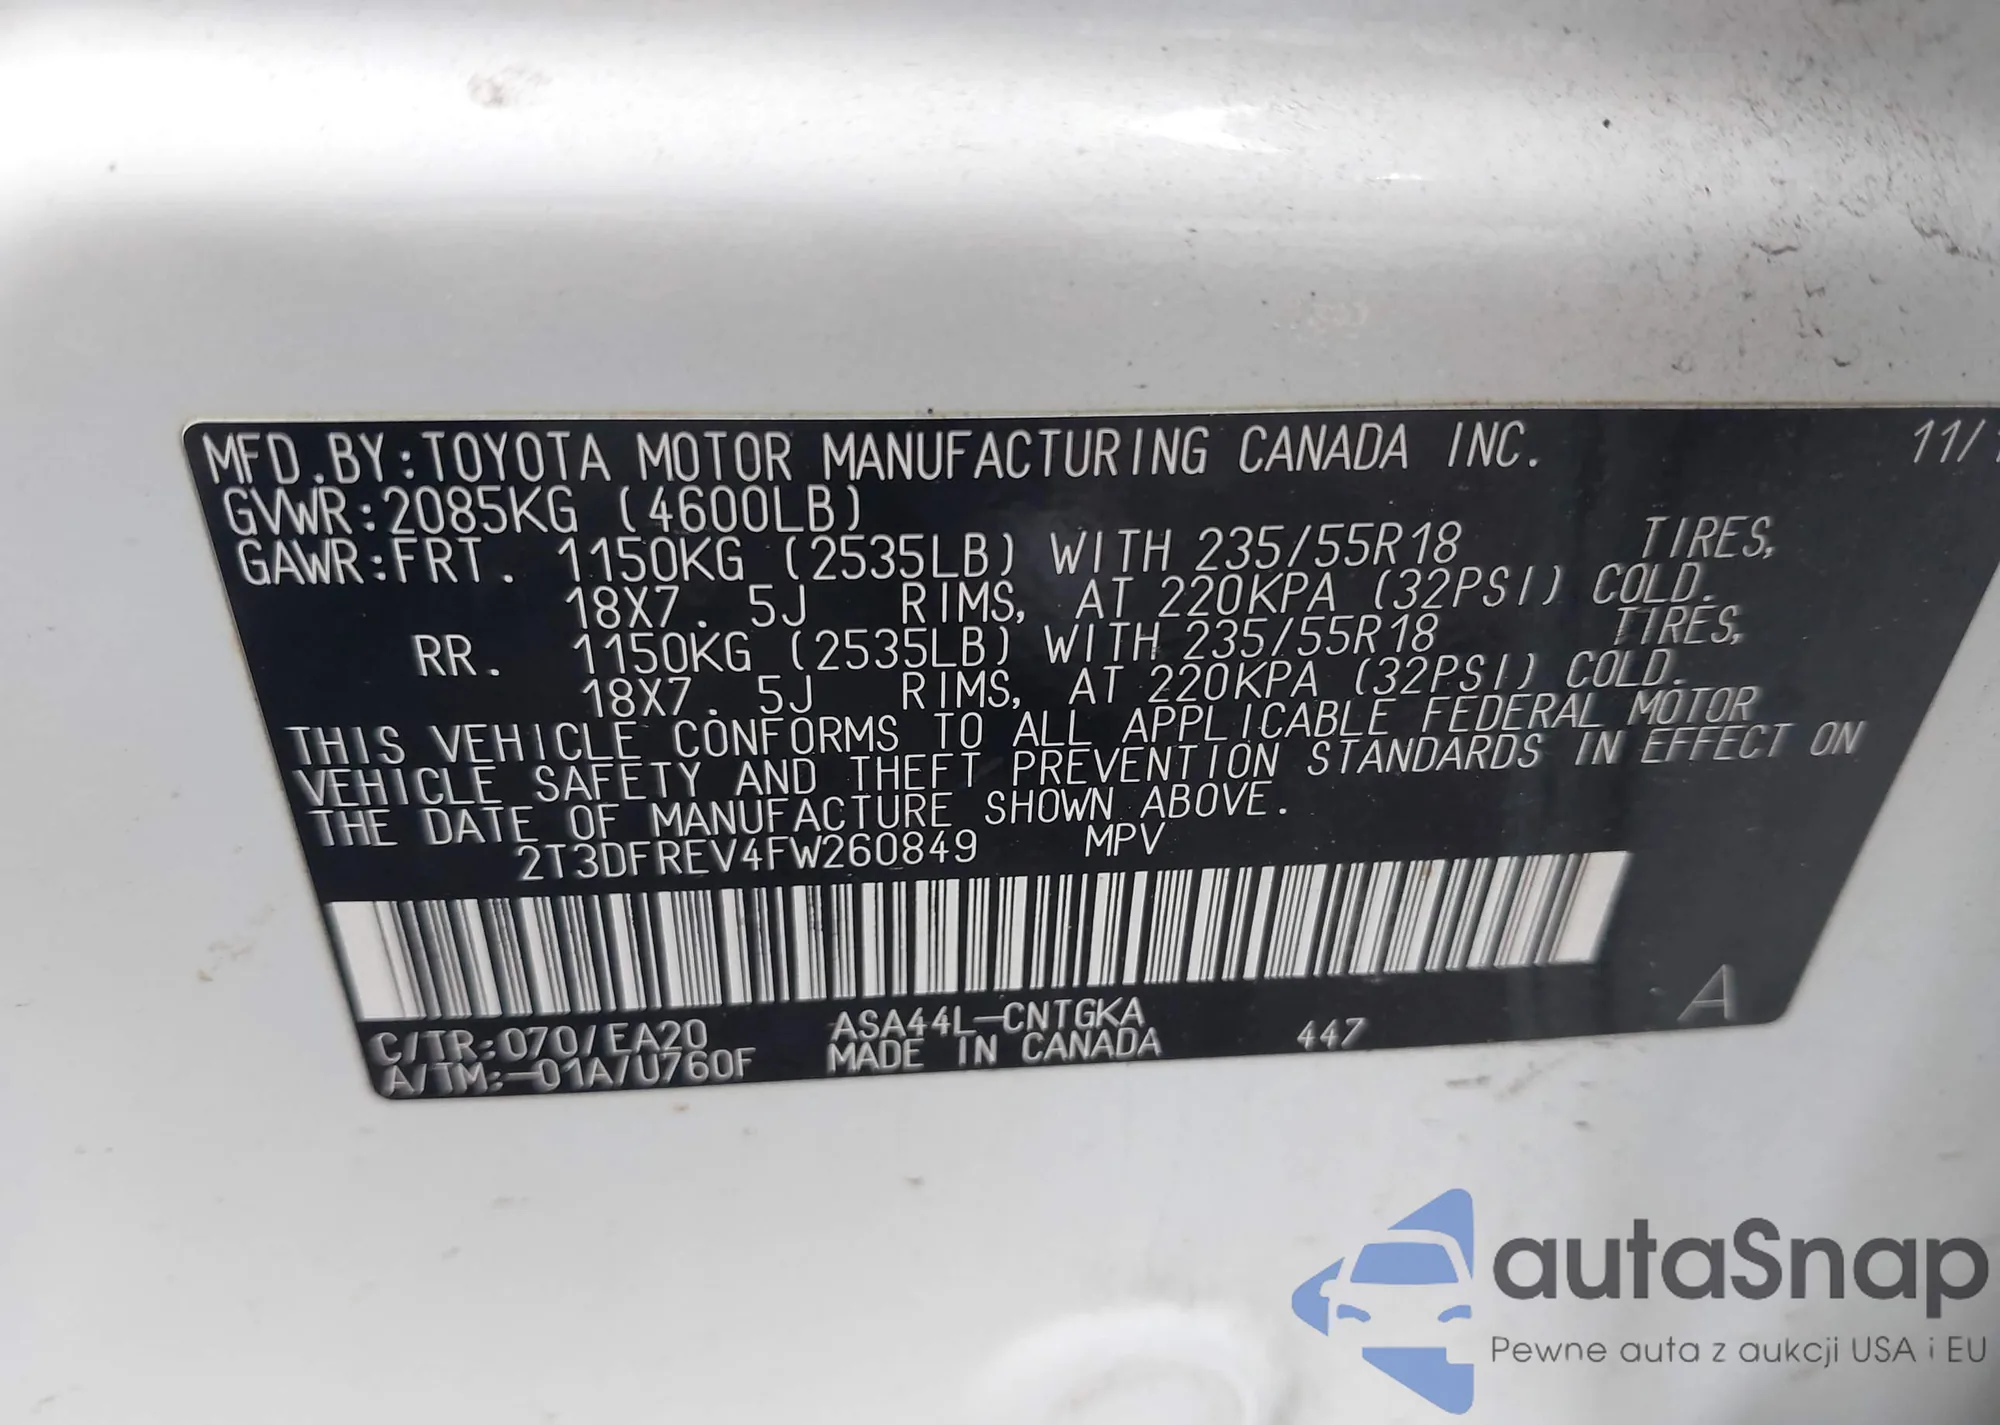 MFD.BY:TOYOTA MOTOR MANUFACTURING CANADA INC. 11/1
GVWR:2085KG (4600LB)
GAWR:FRT. 1150KG (2535LB) WITH 235/55R18 TIRES,
18X7.5J RIMS, AT 220KPA (32PSI) COLD.
RR. 1150KG (2535LB) WITH 235/55R18 TIRES,
18X7.5J RIMS, AT 220KPA (32PSI) COLD.
THIS VEHICLE CONFORMS TO ALL APPLICABLE FEDERAL MOTOR
VEHICLE SAFETY AND THEFT PREVENTION STANDARDS IN EFFECT ON
THE DATE OF MANUFACTURE SHOWN ABOVE.
2T3DFREV4FW260849 MPV
C/TR:070/EA20 ASA44L-CNTGKA 447 A
A/TM:-01A/U760F MADE IN CANADA
autoSnap
Pewne auta z aukcji USA i EU